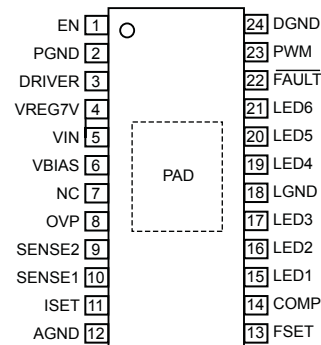 EN 1
PGND 2
DRIVER 3
VREG7V 4
VIN 5
VBIAS 6
NC 7
OVP 8
SENSE2 9
SENSE1 10
ISET 11
AGND 12
PAD
24 DGND
23 PWM
22 FAULT
21 LED6
20 LED5
19 LED4
18 LGND
17 LED3
16 LED2
15 LED1
14 COMP
13 FSET